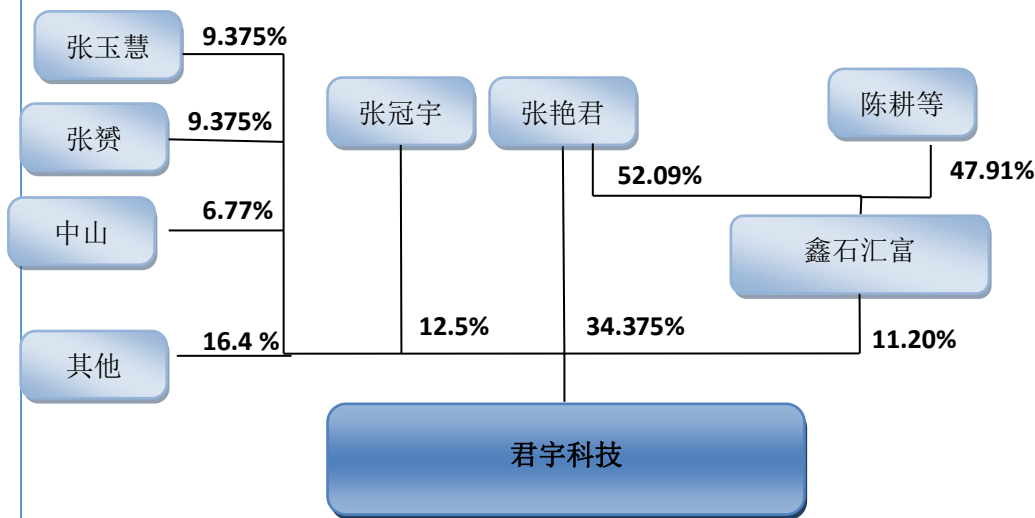 张玉慧
9.375%
张赟
9.375%
中山
6.77%
其他
16.4 %
张冠宇
12.5%
张艳君
34.375%
52.09%
陈耕等
47.91%
鑫石汇富
11.20%
君宇科技